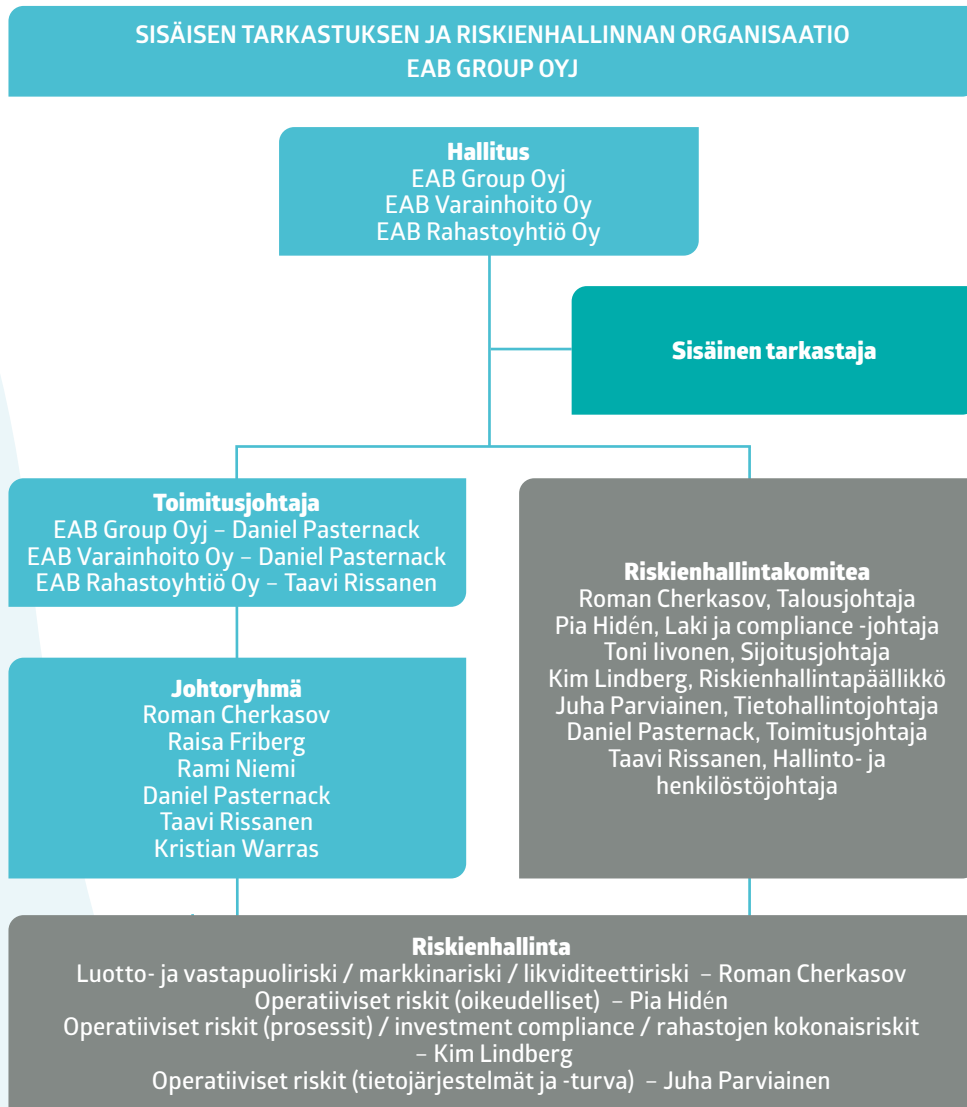 SISÄISEN TARKASTUKSEN JA RISKIENHALLINNAN ORGANISAATIO
EAB GROUP OYJ
Hallitus
EAB Group Oyj
EAB Varainhoito Oy
EAB Rahastoyhtiö Oy
Sisäinen tarkastaja
Toimitusjohtaja
EAB Group Oyj – Daniel Pasternack
EAB Varainhoito Oy – Daniel Pasternack
EAB Rahastoyhtiö Oy – Taavi Rissanen
Johtoryhmä
Roman Cherkasov
Raisa Friberg
Rami Niemi
Daniel Pasternack
Taavi Rissanen
Kristian Warras
Riskienhallintakomitea
Roman Cherkasov, Talousjohtaja
Pia Hidén, Laki ja compliance -johtaja
Toni Iivonen, Sijoitusjohtaja
Kim Lindberg, Riskienhallintapäällikkö
Juha Parviainen, Tietohallintojohtaja
Daniel Pasternack, Toimitusjohtaja
Taavi Rissanen, Hallinto- ja
henkilöstöjohtaja
Riskienhallinta
Luotto- ja vastapuoliriski / markkinariski / likviditeettiriski – Roman Cherkasov
Operatiiviset riskit (oikeudelliset) – Pia Hidén
Operatiiviset riskit (prosessit) / investment compliance / rahastojen kokonaisriskit
– Kim Lindberg
Operatiiviset riskit (tietojärjestelmät ja -turva) – Juha Parviainen